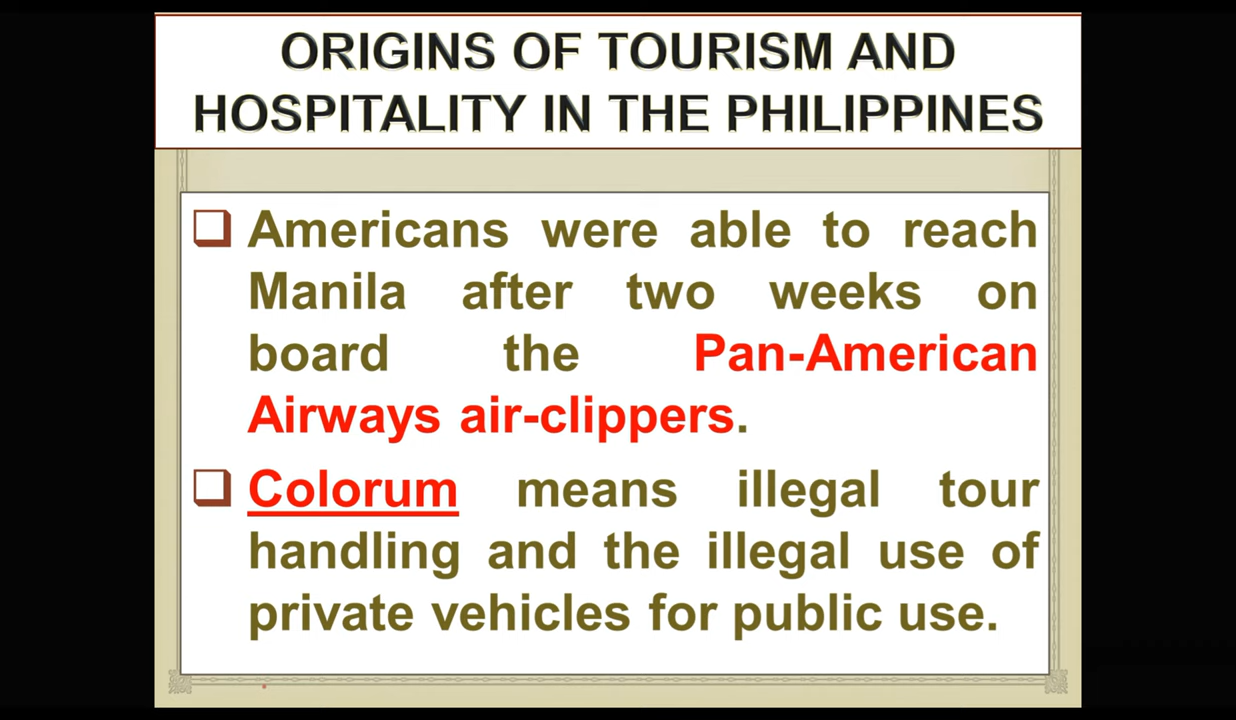 ORIGINS OF TOURISM AND
HOSPITALITY IN THE PHILIPPINES
Americans were able to reach
Manila after two weeks on
board the Pan-American
Airways air-clippers.
Colorum means illegal tour
handling and the illegal use of
private vehicles for public use.